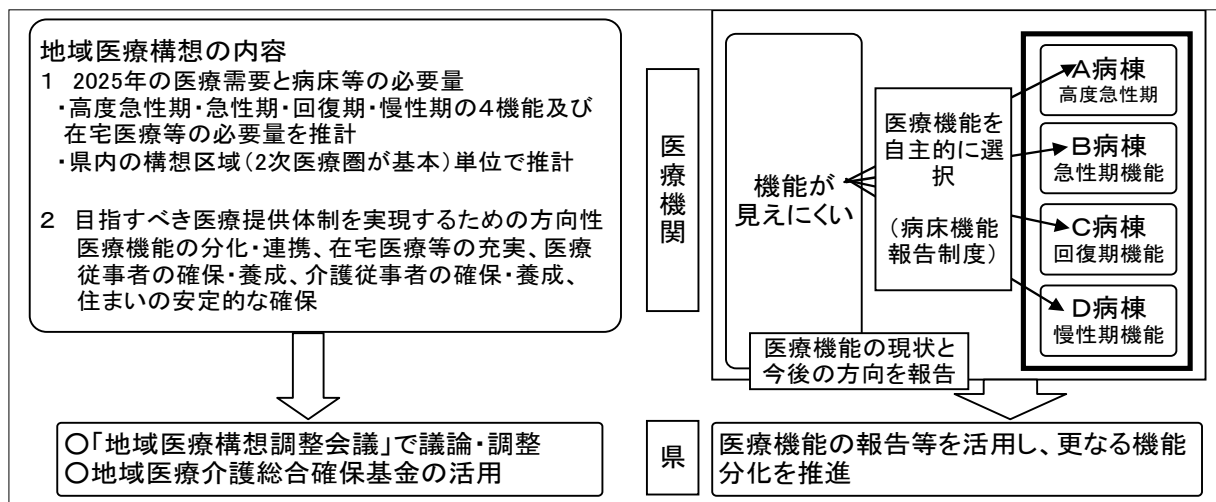 地域医療構想の内容
1 2025年の医療需要と病床等の必要量
・高度急性期・急性期・回復期・慢性期の4機能及び
在宅医療等の必要量を推計
・県内の構想区域(2次医療圏が基本)単位で推計
2 目指すべき医療提供体制を実現するための方向性
医療機能の分化・連携、在宅医療等の充実、医療
従事者の確保・養成、介護従事者の確保・養成、
住まいの安定的な確保
〇「地域医療構想調整会議」で議論・調整
〇地域医療介護総合確保基金の活用
医療機関
機能が
見えにくい
医療機能を
自主的に選
択
(病床機能
報告制度)
A病棟
高度急性期
B病棟
急性期機能
C病棟
回復期機能
D病棟
慢性期機能
医療機能の現状と
今後の方向を報告
県
医療機能の報告等を活用し、更なる機能
分化を推進